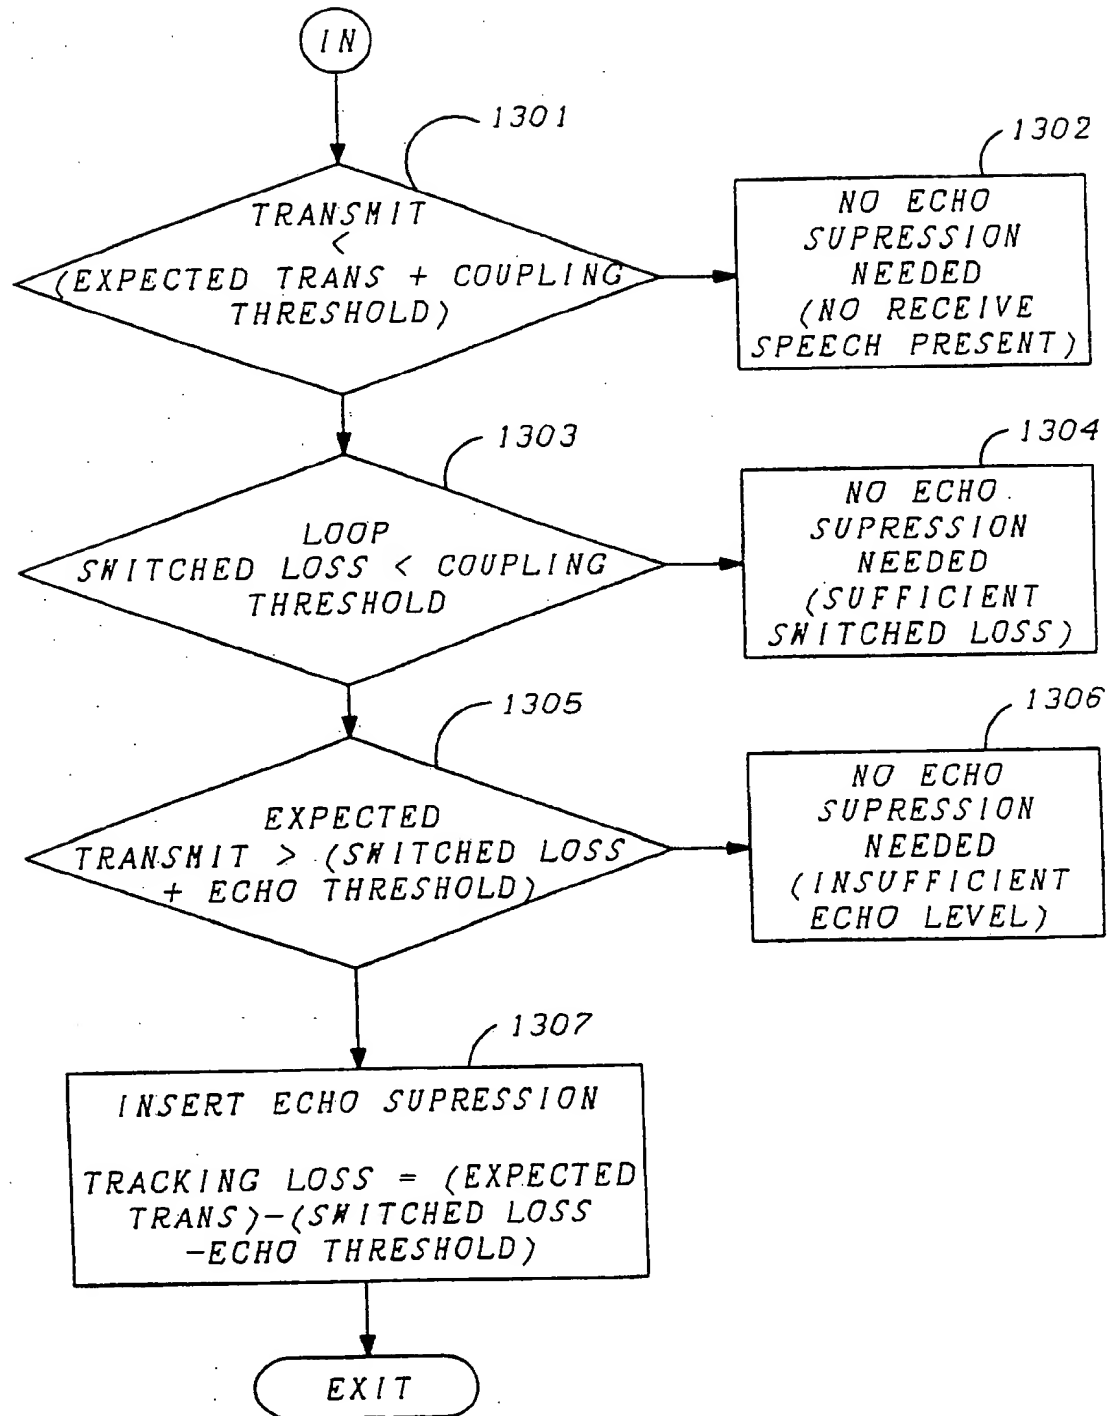 IN
1301
TRANSMIT
<
(EXPECTED TRANS + COUPLING
THRESHOLD)
1302
NO ECHO
SUPRESSION
NEEDED
(NO RECEIVE
SPEECH PRESENT)
1303
LOOP
SWITCHED LOSS < COUPLING
THRESHOLD
1304
NO ECHO
SUPRESSION
NEEDED
(SUFFICIENT
SWITCHED LOSS)
1305
EXPECTED
TRANSMIT > (SWITCHED LOSS
+ ECHO THRESHOLD)
1306
NO ECHO
SUPRESSION
NEEDED
(INSUFFICIENT
ECHO LEVEL)
1307
INSERT ECHO SUPRESSION
TRACKING LOSS = (EXPECTED
TRANS)-(SWITCHED LOSS
-ECHO THRESHOLD)
EXIT